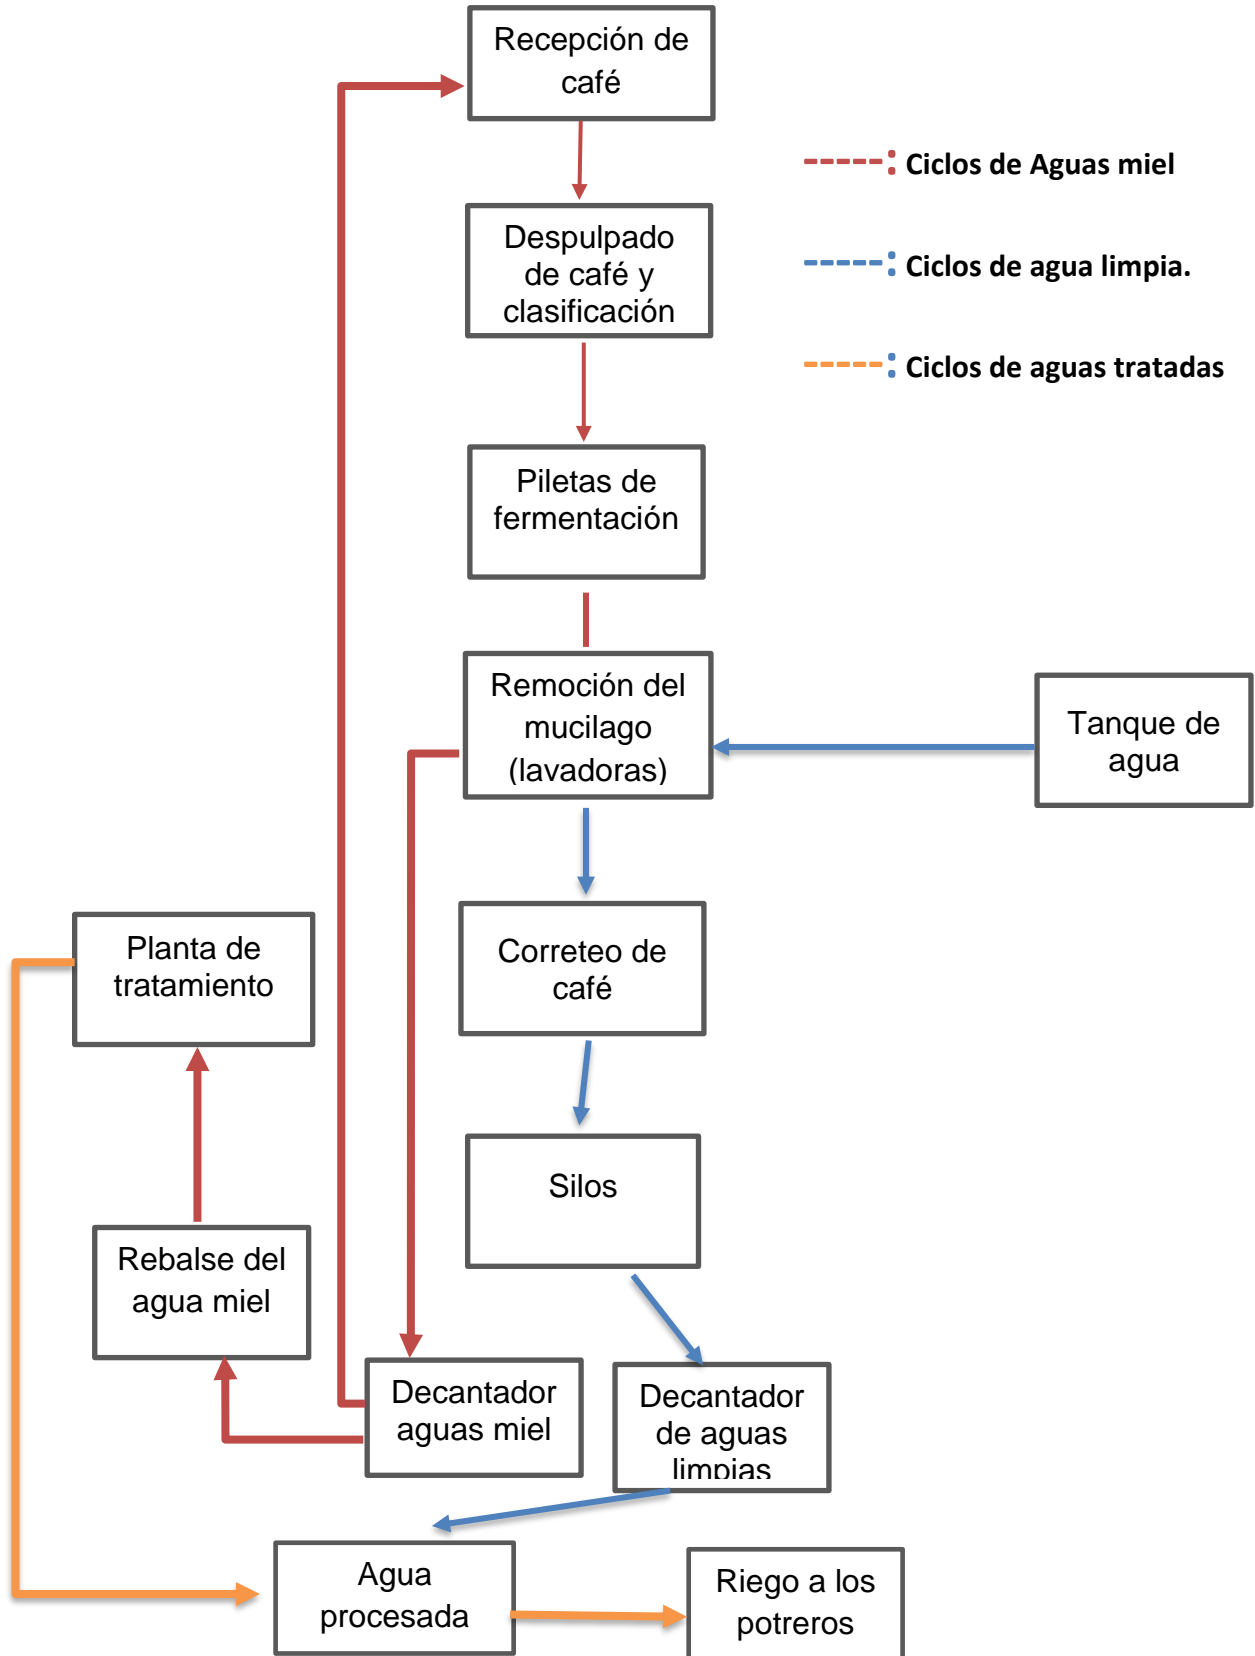 Recepción de
café
Ciclos de Aguas miel
Despulpado
de café y
clasificación
Ciclos de agua limpia.
Ciclos de aguas tratadas
Piletas de
fermentación
Remoción del
mucilago
(lavadoras)
Tanque de
agua
Correteo de
café
Planta de
tratamiento
Silos
Rebalse del
agua miel
Decantador
aguas miel
Decantador
de aguas
limpias
Agua
procesada
Riego a los
potreros